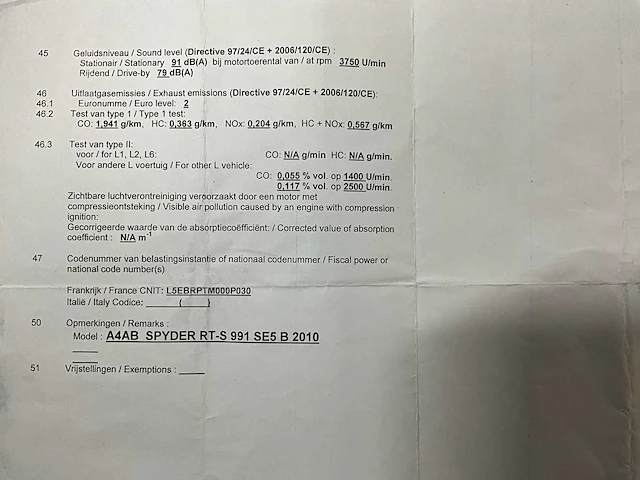 45 Geluidsniveau / Sound level (Directive 97/24/CE + 2006/120/CE) :
Stationair / Stationary 91 dB(A) bij motortoerental van / at rpm 3750 U/min
Rijdend / Drive-by 79 dB(A)
46 Uitlaatgasemissies / Exhaust emissions (Directive 97/24/CE + 2006/120/CE):
46.1 Euronumme / Euro level: 2
46.2 Test van type 1 / Type 1 test:
CO: 1,941 g/km, HC: 0,363 g/km, NOx: 0,204 g/km, HC + NOx: 0,567 g/km
46.3 Test van type II:
voor / for L1, L2, L6: CO: N/A g/min HC: N/A g/min.
Voor andere L voertuig / For other L vehicle:
CO: 0,055 % vol. op 1400 U/min.
0,117 % vol. op 2500 U/min.
Zichtbare luchtverontreiniging veroorzaakt door een motor met
compressieontsteking / Visible air pollution caused by an engine with compression
ignition:
Gecorrigeerde waarde van de absorptiecoëfficiënt: / Corrected value of absorption
coefficient : N/A m-1
47 Codenummer van belastingsinstantie of nationaal codenummer / Fiscal power or
national code number(s)
Frankrijk / France CNIT: L5EBRPTM000P030
Italië / Italy Codice: ( )
50 Opmerkingen / Remarks :
Model : A4AB SPYDER RT-S 991 SE5 B 2010
51 Vrijstellingen / Exemptions :